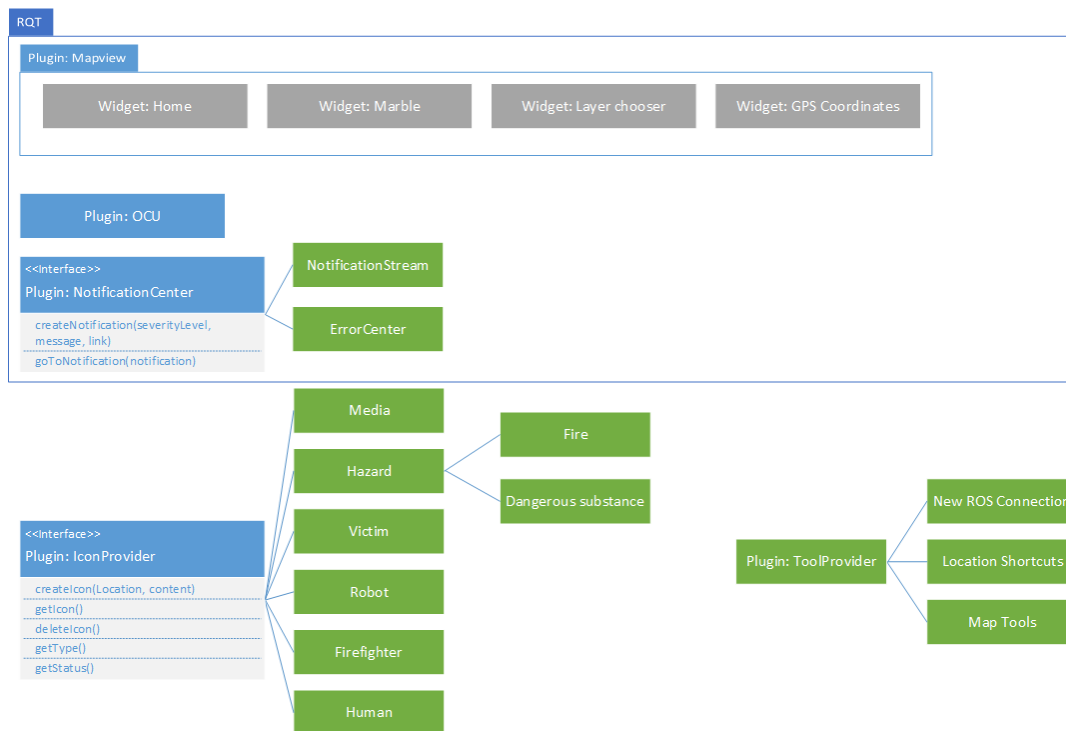 RQT
Plugin: Mapview
Widget: Home
Widget: Marble
Widget: Layer chooser
Widget: GPS Coordinates
Plugin: OCU
<<Interface>>
Plugin: NotificationCenter
createNotification(severityLevel,
message, link)
goToNotification(notification)
NotificationStream
ErrorCenter
<<Interface>>
Plugin: IconProvider
createIcon(Location, content)
getIcon()
deleteIcon()
getType()
getStatus()
Media
Hazard
Victim
Robot
Firefighter
Human
Fire
Dangerous substance
Plugin: ToolProvider
New ROS Connection
Location Shortcuts
Map Tools